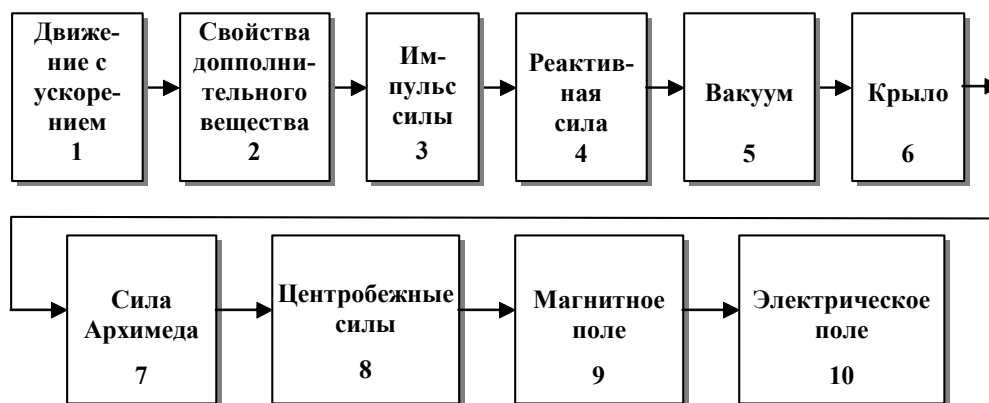 Движе-
ние с
ускоре-
нием
1
Свойства
допполни-
тельного
вещества
2
Им-
пульс
силы
3
Реактив-
ная
сила
4
Вакуум
5
Крыло
6
Сила
Архимеда
7
Центробежные
силы
8
Магнитное
поле
9
Электрическое
поле
10